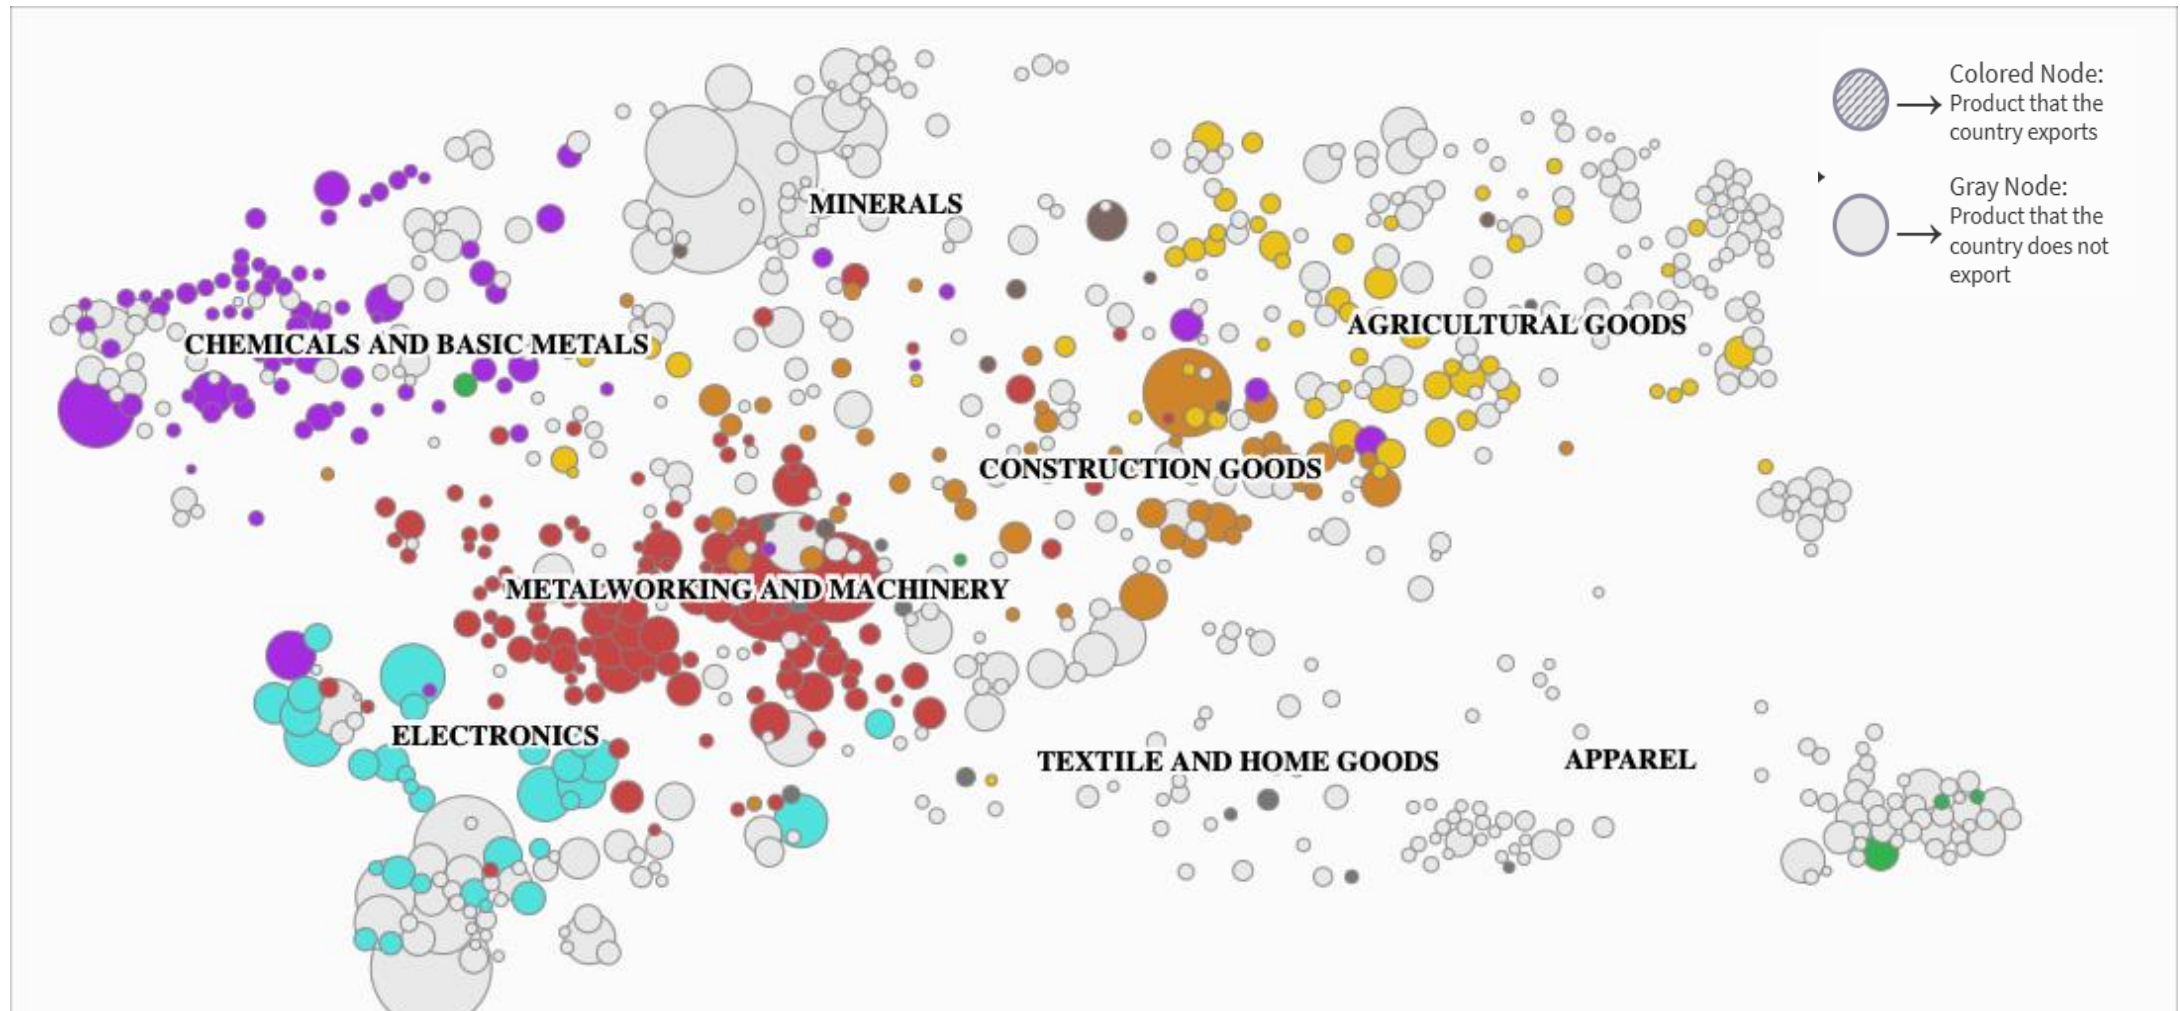 Colored Node:
Product that the
country exports
Gray Node:
Product that the
country does not
export
MINERALS
AGRICULTURAL GOODS
CHEMICALS AND BASIC METALS
CONSTRUCTION GOODS
METALWORKING AND MACHINERY
ELECTRONICS
TEXTILE AND HOME GOODS
APPAREL